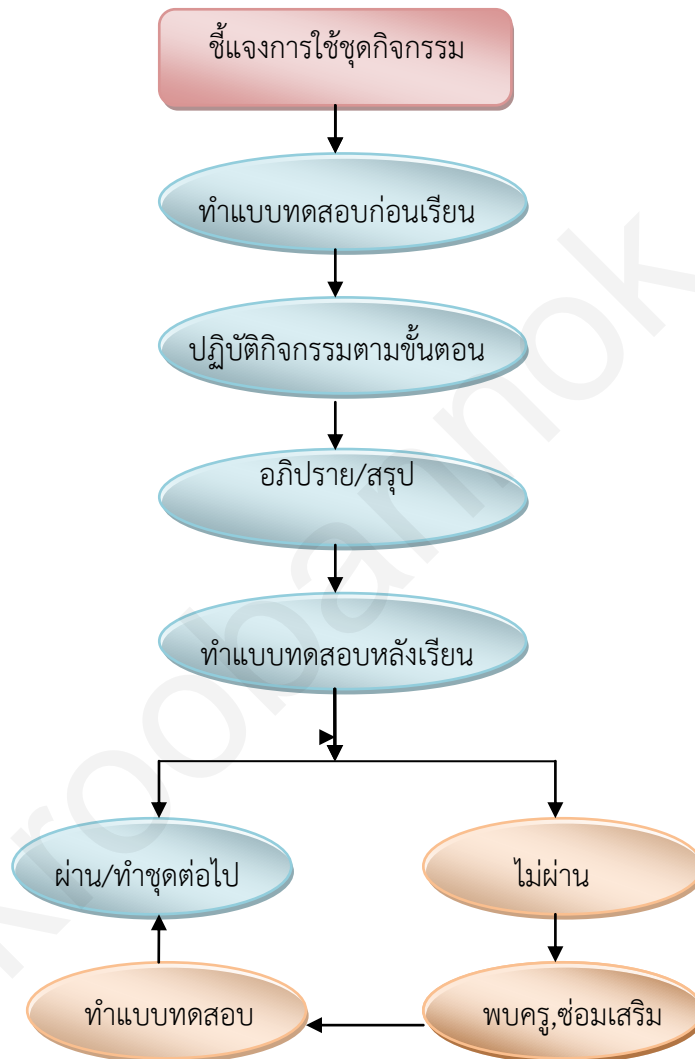 ชี้แจงการใช้ชุดกิจกรรม
ทำแบบทดสอบก่อนเรียน
ปฏิบัติกิจกรรมตามขั้นตอน
อภิปราย/สรุป
ทำแบบทดสอบหลังเรียน
ผ่าน/ทำชุดต่อไป
ไม่ผ่าน
ทำแบบทดสอบ
พบครู,ซ่อมเสริม
kroobannok